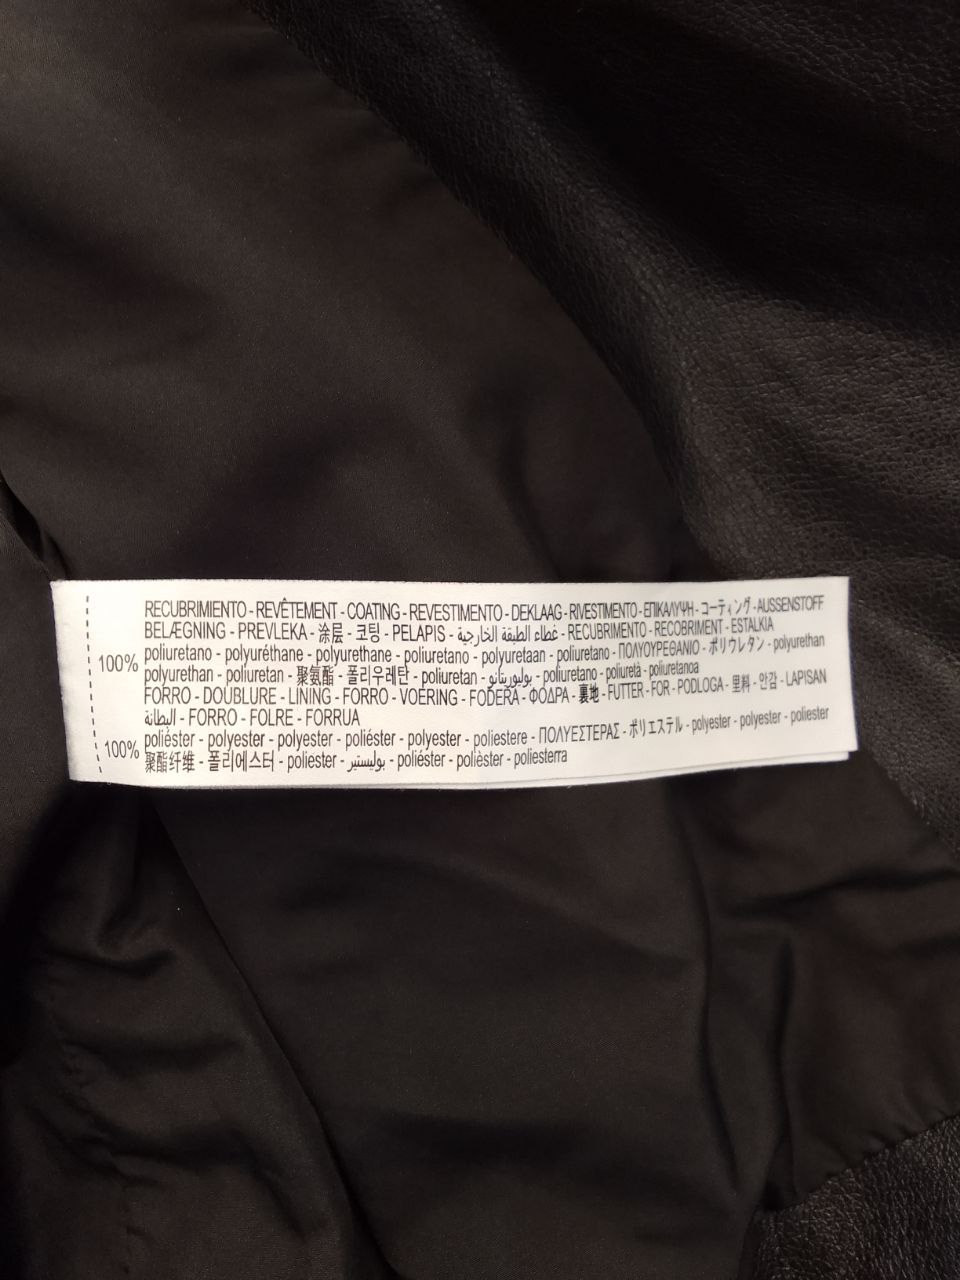 RECUBRIMIENTO - REVÊTEMENT - COATING - REVESTIMENTO - DEKLAAG - RIVESTIMENTO - ΕΠΙΚΑΛΥΨΗ - コーティング - AUSSENSTOFF
BELÆGNING - PREVLEKA - 涂层 - 코팅 - PELAPIS - غطاء الطبقة الخارجية - RECUBRIMENTO - RECOBRIMENT - ESTALKIA
100% poliuretano - polyuréthane - polyurethane - poliuretano - polyuretaan - poliuretano - ΠΟΛΥΟΥΡΕΘΑΝΙΟ - ポリウレタン - polyurethan
polyurethan - poliuretan - 聚氨酯 - 폴리우레탄 - poliuretan - بوليوريثانو - poliuretano - poliuretà - poliuretanoa
FORRO - DOUBLURE - LINING - FORRO - VOERING - FODERA - ΦΟΔΡΑ - 裏地 - FUTTER - FOR - PODLOGA - 里料 - 안감 - LAPISAN
البطانة - FORRO - FOLRE - FORRUA
100% poliéster - polyester - polyester - poliéster - polyester - poliestere - ΠΟΛΥΕΣΤΕΡΑΣ - ポリエステル - polyester - polyester - poliester
聚酯纤维 - 폴리에스터 - poliester - بوليستير - poliéster - polièster - poliesterra